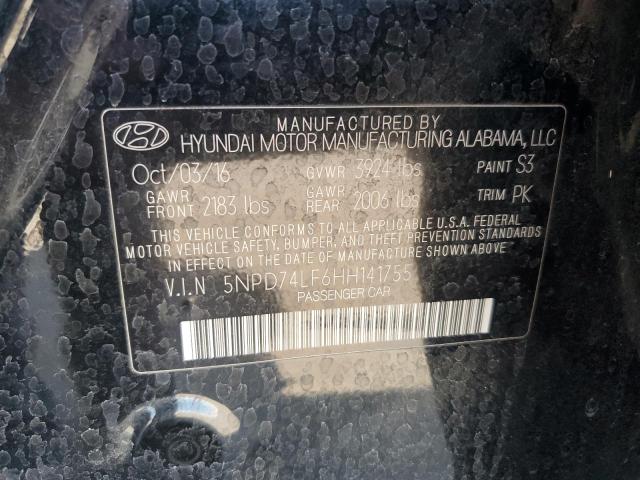 MANUFACTURED BY
HYUNDAI MOTOR MANUFACTURING ALABAMA, LLC
Oct/03/16 GVWR 3924 lbs PAINT S3
GAWR FRONT 2183 lbs GAWR REAR 2006 lbs TRIM PK
THIS VEHICLE CONFORMS TO ALL APPLICABLE U.S.A. FEDERAL
MOTOR VEHICLE SAFETY, BUMPER, AND THEFT PREVENTION STANDARDS
IN EFFECT ON THE DATE OF MANUFACTURE SHOWN ABOVE.
V.I.N 5NPD74LF6HH141755
PASSENGER CAR